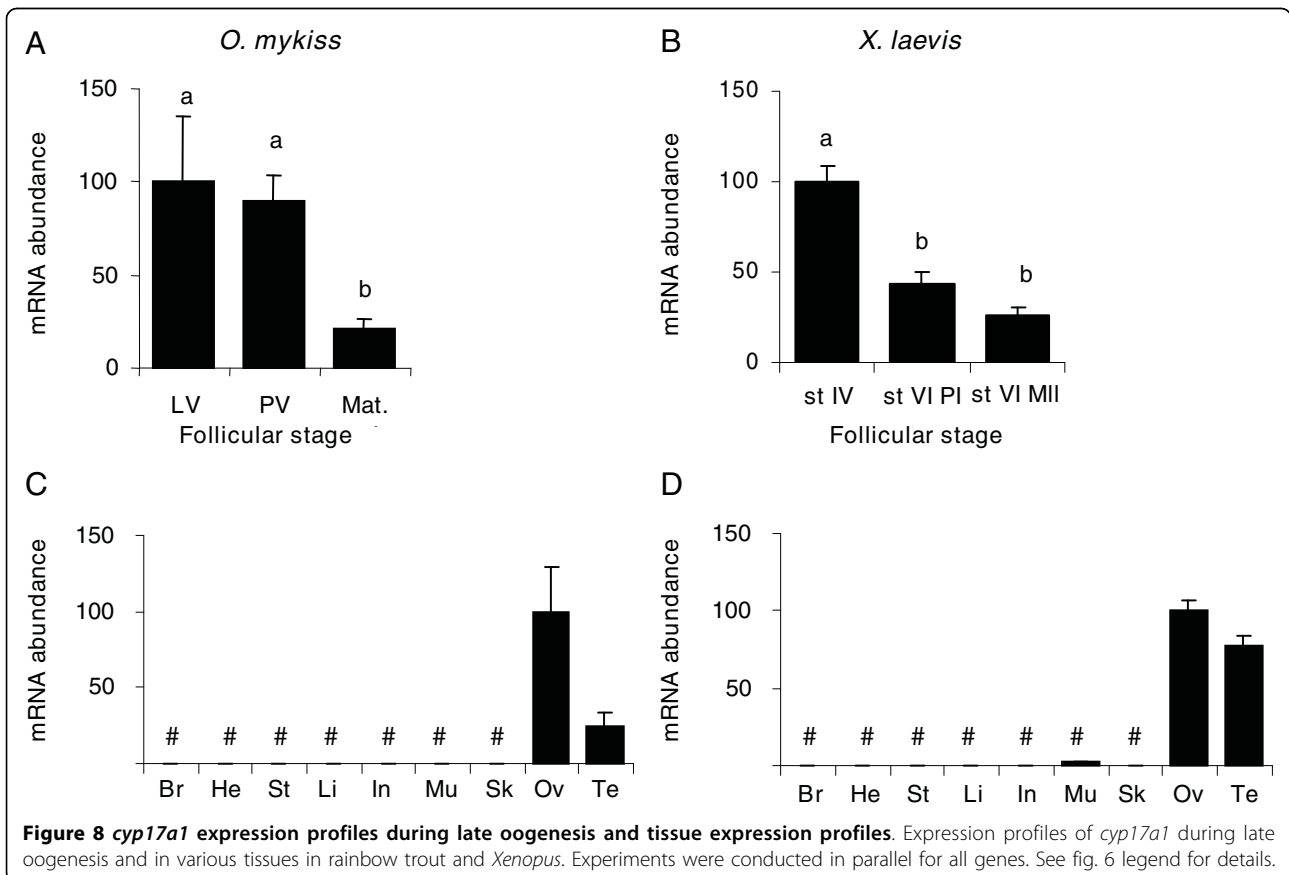 A
O. mykiss
mRNA abundance
150
100
50
0
a
a
b
LV PV Mat.
Follicular stage
B
X. laevis
mRNA abundance
150
100
50
0
a
b
b
st IV st VI PI st VI MII
Follicular stage
C
mRNA abundance
150
100
50
# # # # # # #
Br He St Li In Mu Sk Ov Te
D
mRNA abundance
150
100
50
# # # # # # #
Br He St Li In Mu Sk Ov Te
Figure 8 cyp17a1 expression profiles during late oogenesis and tissue expression profiles. Expression profiles of cyp17a1 during late
oogenesis and in various tissues in rainbow trout and Xenopus. Experiments were conducted in parallel for all genes. See fig. 6 legend for details.